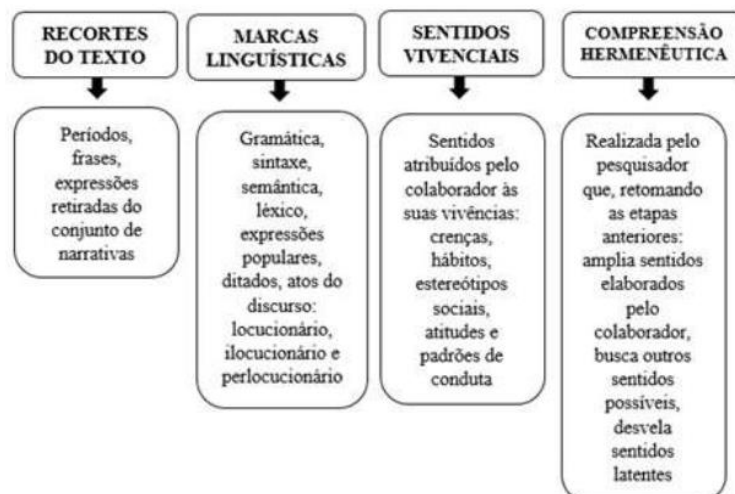 RECORTES
DO TEXTO
Períodos,
frases,
expressões
retiradas do
conjunto de
narrativas
MARCAS
LINGUÍSTICAS
Gramática,
sintaxe,
semântica,
léxico,
expressões
populares,
ditados, atos do
discurso:
locucionário,
ilocucionário e
perlocucionário
SENTIDOS
VIVENCIAIS
Sentidos
atribuídos pelo
colaborador às
suas vivências:
crenças,
hábitos,
estereótipos
sociais,
atitudes e
padrões de
conduta
COMPREENSÃO
HERMENÊUTICA
Realizada pelo
pesquisador
que, retomando
as etapas
anteriores:
amplia sentidos
elaborados
pelo
colaborador,
busca outros
sentidos
possíveis,
desvela
sentidos
latentes